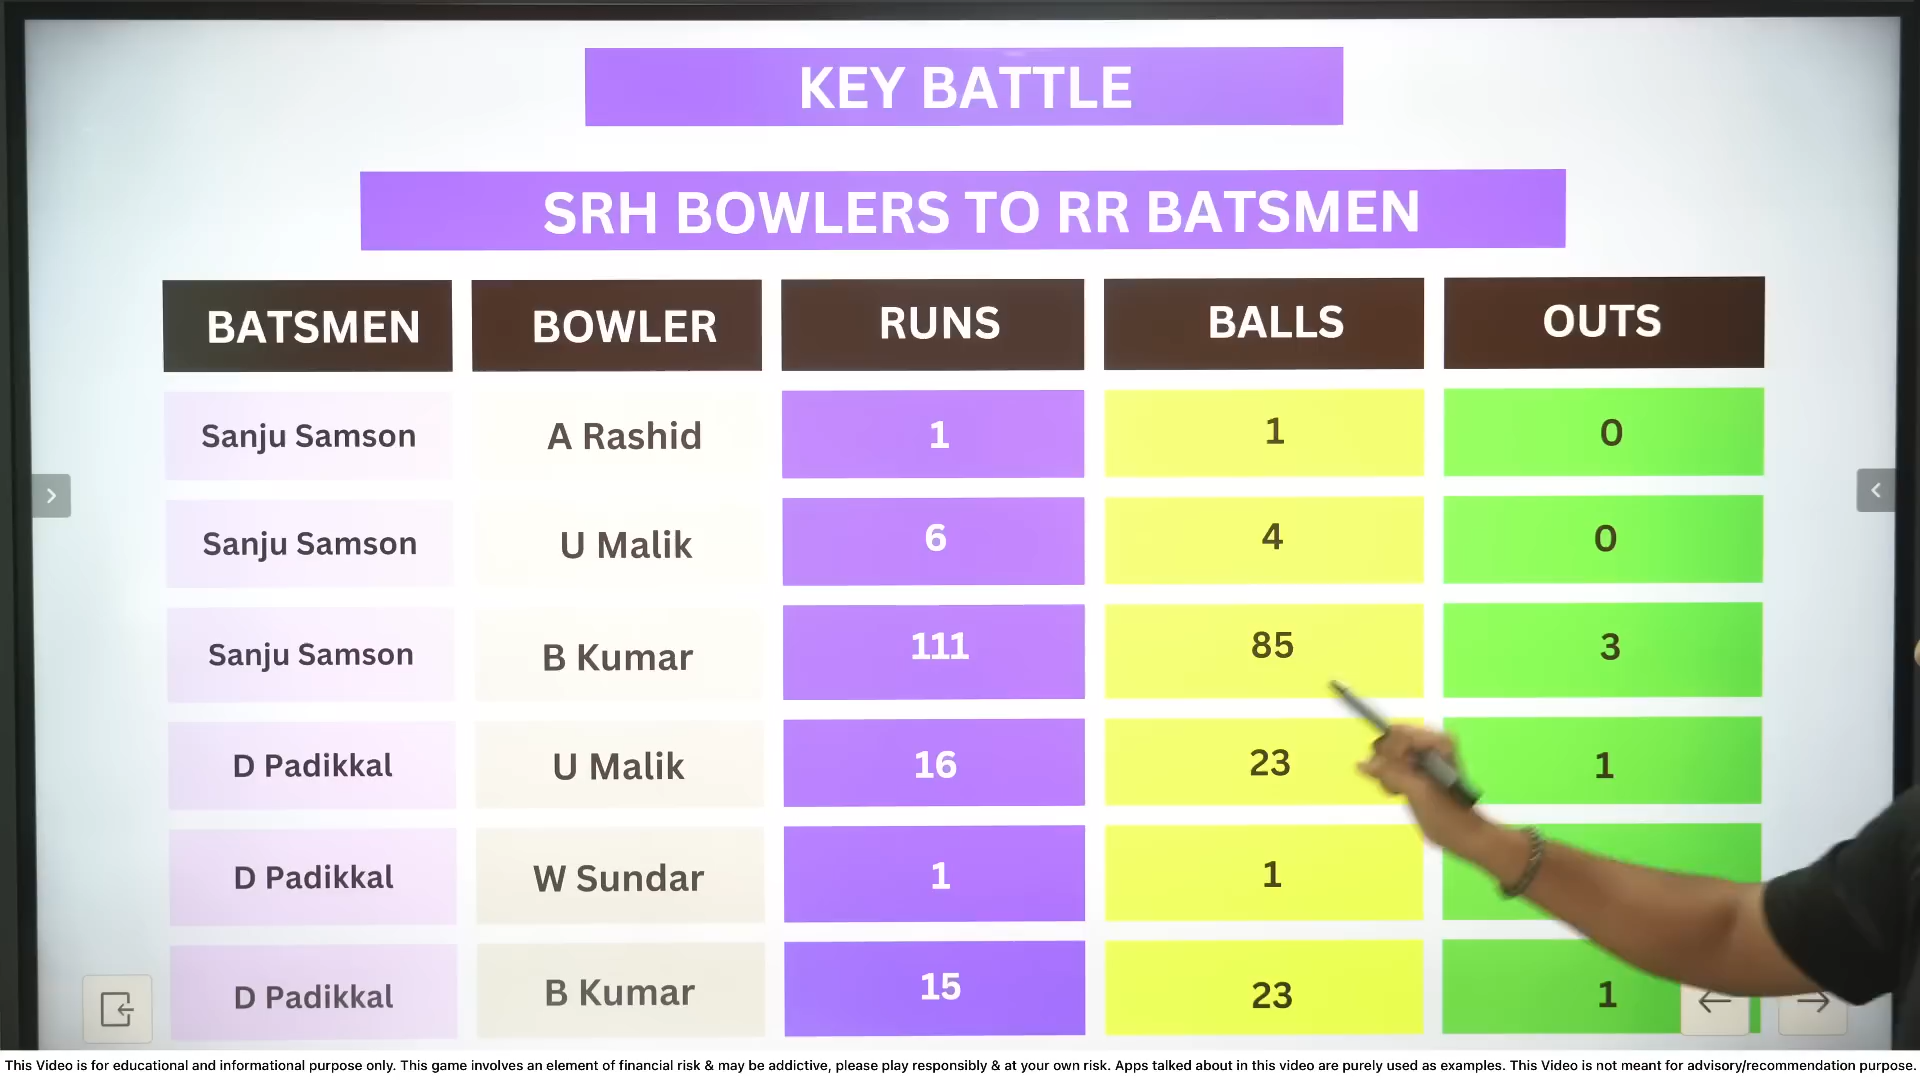 KEY BATTLE
SRH BOWLERS TO RR BATSMEN
BATSMEN BOWLER RUNS BALLS OUTS
Sanju Samson A Rashid 1 1 0
Sanju Samson U Malik 6 4 0
Sanju Samson B Kumar 111 85 3
D Padikkal U Malik 16 23 1
D Padikkal W Sundar 1 1
D Padikkal B Kumar 15 23 1
This Video is for educational and informational purpose only. This game involves an element of financial risk & may be addictive, please play responsibly & at your own risk. Apps talked about in this video are purely used as examples. This Video is not meant for advisory/recommendation purpose.